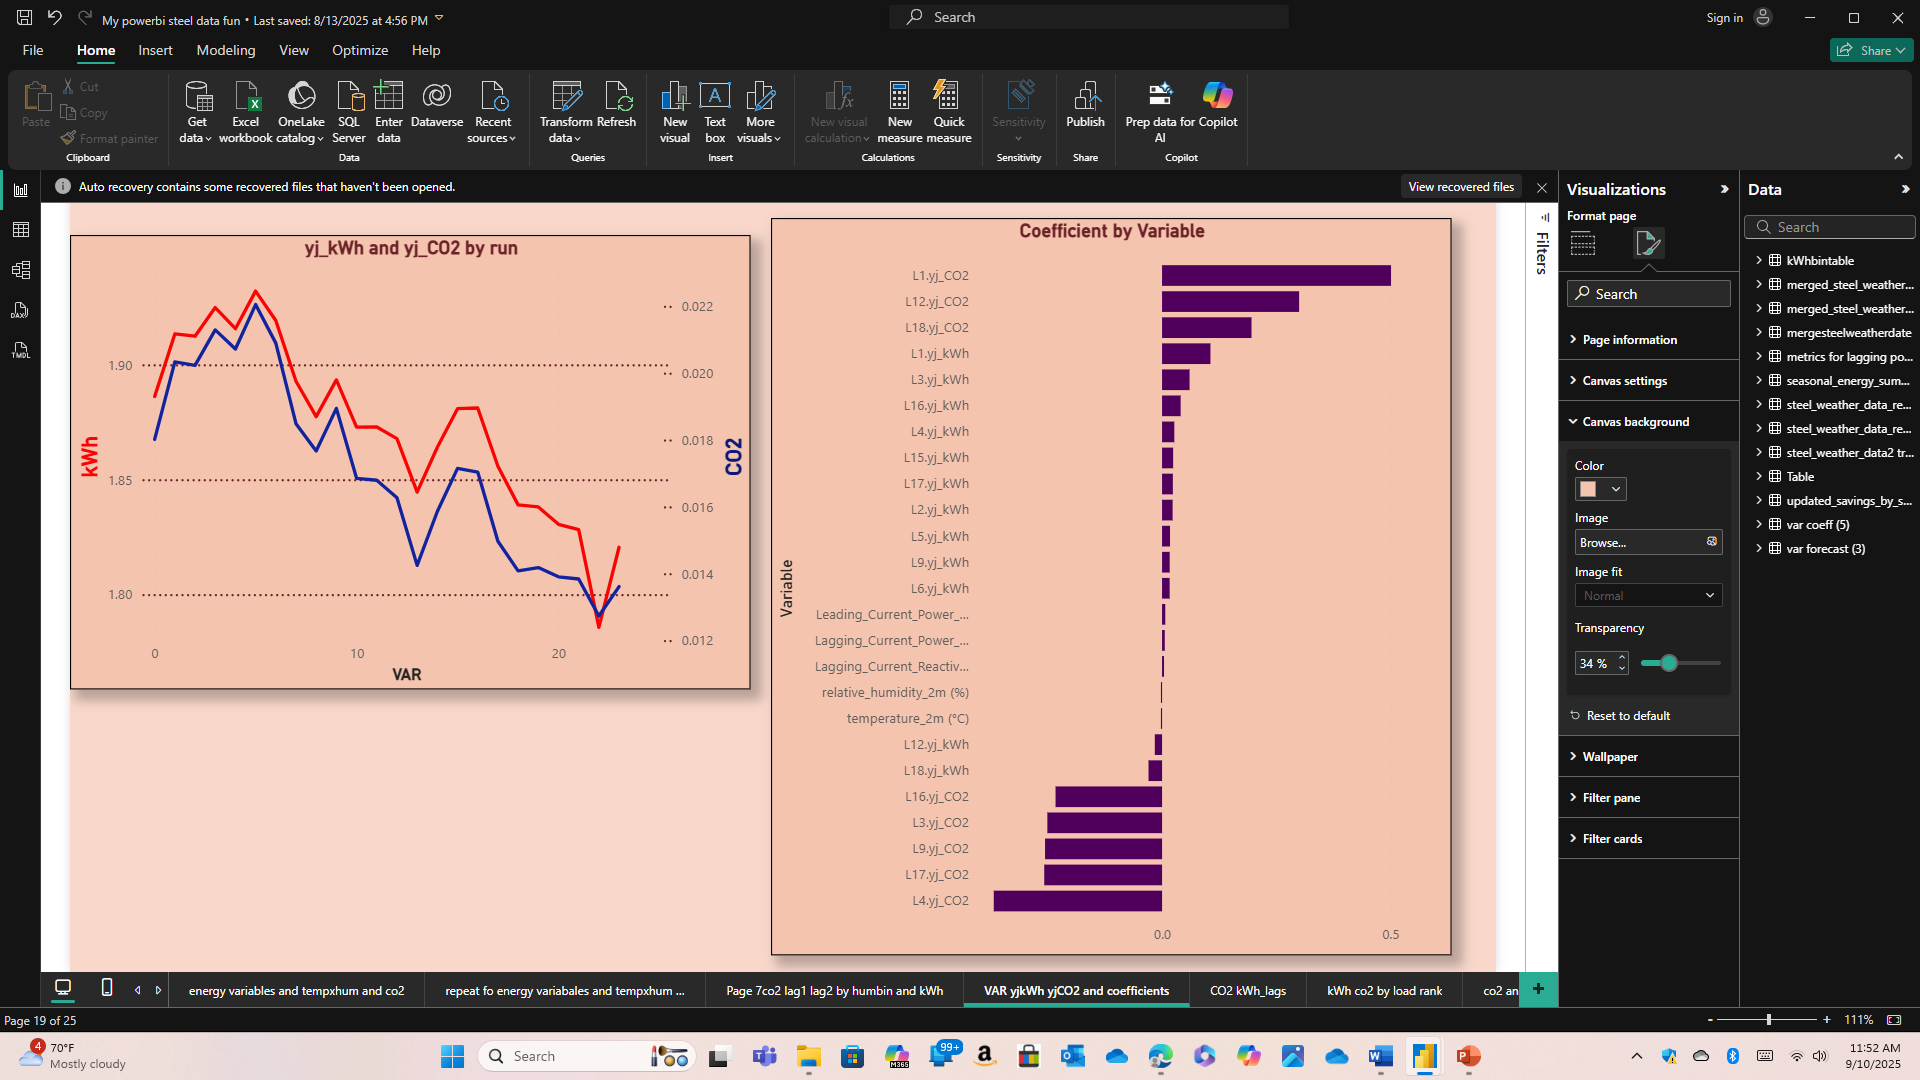 My powerbi steel data fun • Last saved: 8/13/2025 at 4:56 PM
Search
Sign in
File
Home
Insert
Modeling
View
Optimize
Help
Share
Paste
Cut
Copy
Format painter
Clipboard
Get data
Excel workbook
OneLake catalog
SQL Server
Enter data
Dataverse
Recent sources
Data
Transform data
Refresh
Queries
New visual
Text box
More visuals
Insert
New visual calculation
New measure
Quick measure
Calculations
Sensitivity
Sensitivity
Publish
Share
Prep data for AI
Copilot
Copilot
Auto recovery contains some recovered files that haven't been opened.
View recovered files
DAX
TMDL
yj_kWh and yj_CO2 by run
kWh
1.90
1.85
1.80
0.022
0.020
0.018
0.016
0.014
0.012
CO2
0
10
20
VAR
Coefficient by Variable
Variable
L1.yj_CO2
L12.yj_CO2
L18.yj_CO2
L1.yj_kWh
L3.yj_kWh
L16.yj_kWh
L4.yj_kWh
L15.yj_kWh
L17.yj_kWh
L2.yj_kWh
L5.yj_kWh
L9.yj_kWh
L6.yj_kWh
Leading_Current_Power_...
Lagging_Current_Power_...
Lagging_Current_Reactiv...
relative_humidity_2m (%)
temperature_2m (°C)
L12.yj_kWh
L18.yj_kWh
L16.yj_CO2
L3.yj_CO2
L9.yj_CO2
L17.yj_CO2
L4.yj_CO2
0.0
0.5
Filters
Visualizations
Format page
Search
Page information
Canvas settings
Canvas background
Color
Image
Browse...
Image fit
Normal
Transparency
34 %
Reset to default
Wallpaper
Filter pane
Filter cards
Data
Search
kWhbintable
merged_steel_weather...
merged_steel_weather...
mergesteelweatherdate
metrics for lagging po...
seasonal_energy_sum...
steel_weather_data_re...
steel_weather_data_re...
steel_weather_data2 tr...
Table
updated_savings_by_s...
var coeff (5)
var forecast (3)
energy variables and tempxhum and co2
repeat fo energy variabales and tempxhum ...
Page 7co2 lag1 lag2 by humbin and kWh
VAR yjkWh yjCO2 and coefficients
CO2 kWh_lags
kWh co2 by load rank
co2 an
Page 19 of 25
- + 111%
4
70°F
Mostly cloudy
Search
M365
99+
11:52 AM
9/10/2025